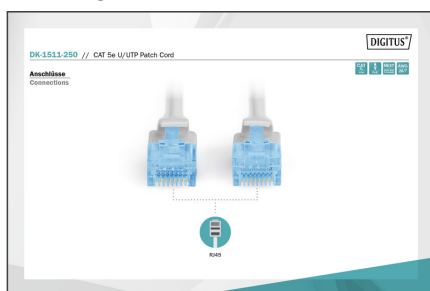 DIGITUS®
DK-1511-250 // CAT 5e U/UTP Patch Cord
Anschlüsse
Connections
RJ45